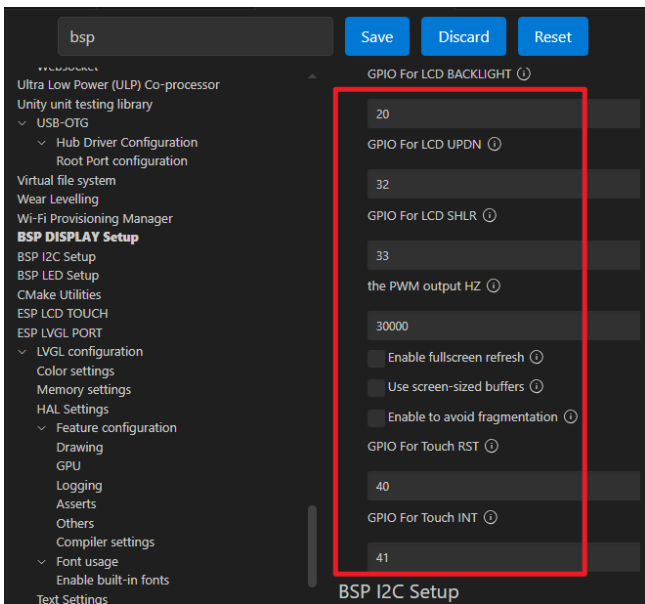 bsp
Save
Discard
Reset
Websocket
Ultra Low Power (ULP) Co-processor
Unity unit testing library
USB-OTG
Hub Driver Configuration
Root Port configuration
Virtual file system
Wear Levelling
Wi-Fi Provisioning Manager
BSP DISPLAY Setup
BSP I2C Setup
BSP LED Setup
CMake Utilities
ESP LCD TOUCH
ESP LVGL PORT
LVGL configuration
Color settings
Memory settings
HAL Settings
Feature configuration
Drawing
GPU
Logging
Asserts
Others
Compiler settings
Font usage
Enable built-in fonts
Text Settings
GPIO For LCD BACKLIGHT
20
GPIO For LCD UPDN
32
GPIO For LCD SHLR
33
the PWM output HZ
30000
Enable fullscreen refresh
Use screen-sized buffers
Enable to avoid fragmentation
GPIO For Touch RST
40
GPIO For Touch INT
41
BSP I2C Setup